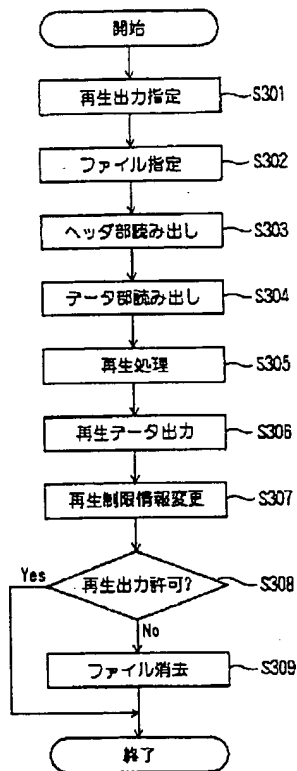 開始
再生出力指定 S301
ファイル指定 S302
ヘッダ部読み出し S303
データ部読み出し S304
再生処理 S305
再生データ出力 S306
再生制限情報変更 S307
Yes 再生出力許可? S308
No
ファイル消去 S309
終了